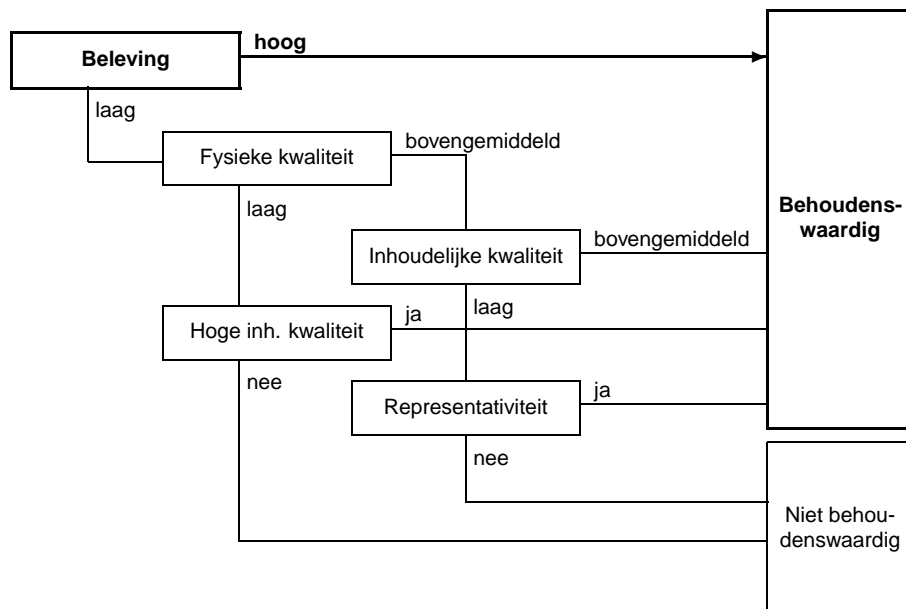 hoog
Beleving
laag
bovengemiddeld
Fysieke kwaliteit
laag
Behoudens-
waardig
bovengemiddeld
Inhoudelijke kwaliteit
laag
ja
Hoge inh. kwaliteit
nee
ja
Representativiteit
nee
Niet behou-
denswaardig